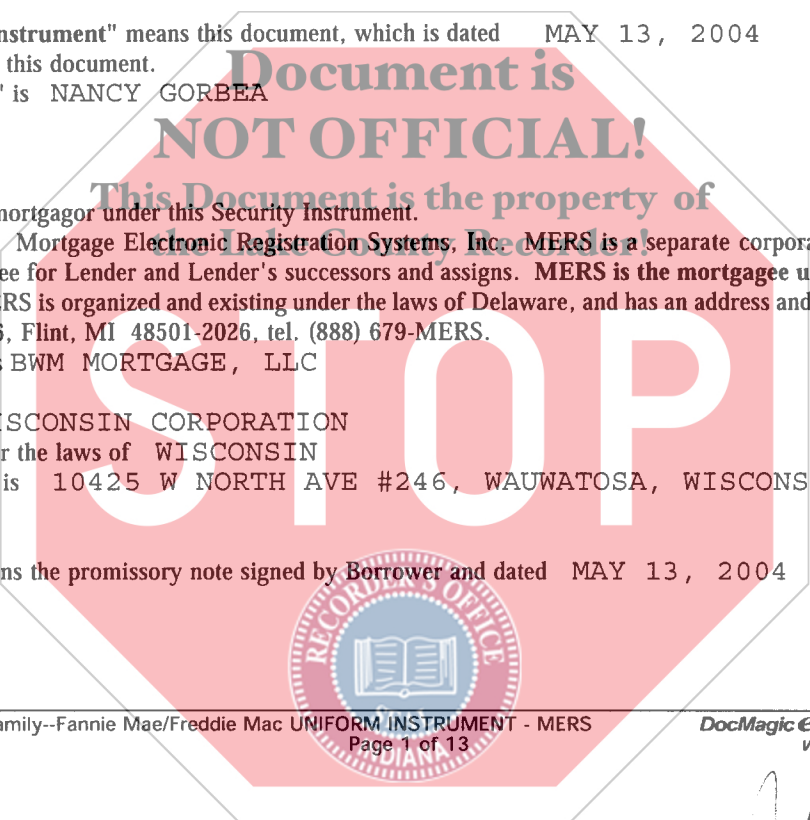 nstrument" means this document, which is dated MAY 13, 2004
this document.
Document is
" is NANCY GORBEA
NOT OFFICIAL!
This Document is the property of
mortgagor under this Security Instrument.
the Lake County Recorder!
Mortgage Electronic Registration Systems, Inc. MERS is a separate corpora
ee for Lender and Lender's successors and assigns. MERS is the mortgagee u
ERS is organized and existing under the laws of Delaware, and has an address and
6, Flint, MI 48501-2026, tel. (888) 679-MERS.
s BWM MORTGAGE, LLC
STOP
ISCONSIN CORPORATION
r the laws of WISCONSIN
is 10425 W NORTH AVE #246, WAUWATOSA, WISCONS
ns the promissory note signed by Borrower and dated MAY 13, 2004
RECORDER'S OFFICE
amily--Fannie Mae/Freddie Mac UNIFORM INSTRUMENT - MERS
DocMagic
Page 1 of 13